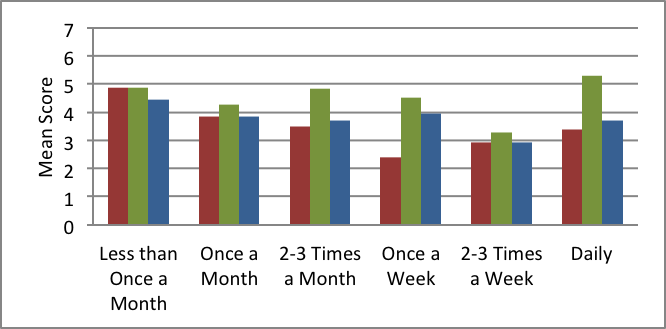 7
6
5
4
3
2
1
0
Mean Score
Less than
Once a
Month
Once a
Month
2-3 Times
a Month
Once a
Week
2-3 Times
a Week
Daily